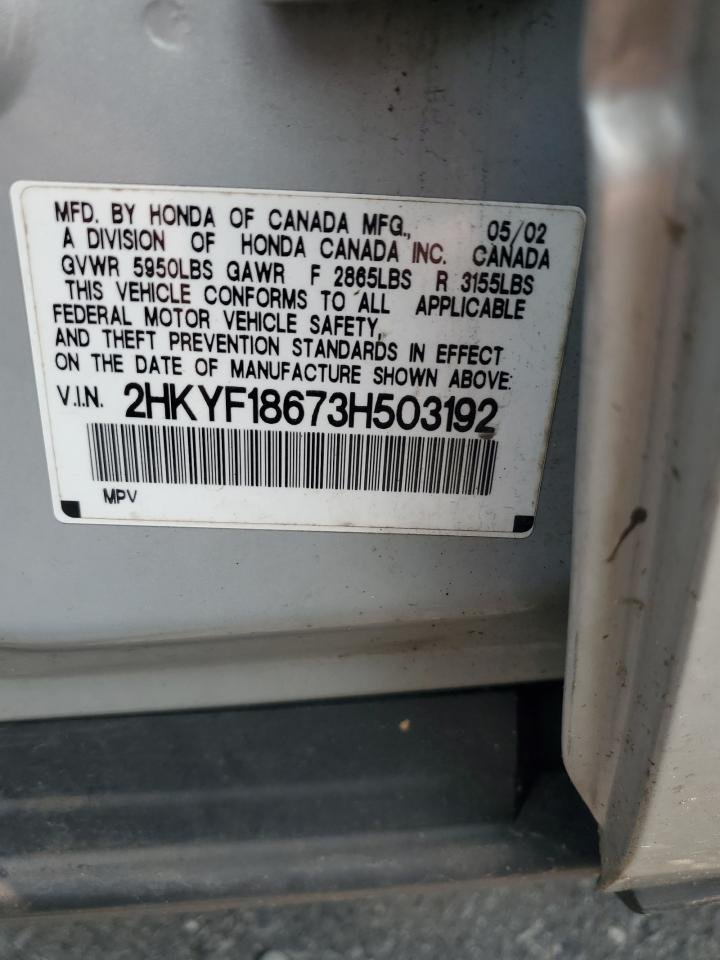 MFD. BY HONDA OF CANADA MFG., 05/02
A DIVISION OF HONDA CANADA INC. CANADA
GVWR 5950LBS GAWR F 2865LBS R 3155LBS
THIS VEHICLE CONFORMS TO ALL APPLICABLE
FEDERAL MOTOR VEHICLE SAFETY,
AND THEFT PREVENTION STANDARDS IN EFFECT
ON THE DATE OF MANUFACTURE SHOWN ABOVE:
V.I.N. 2HKYF18673H503192
MPV